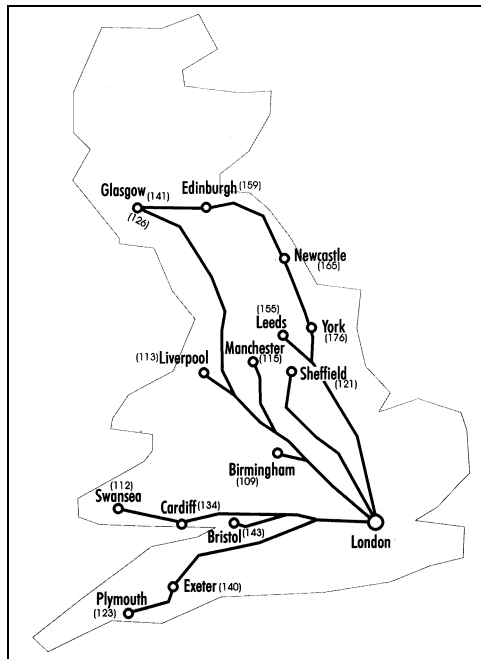 Glasgow (141)
(126)
Edinburgh (159)
Newcastle
(165)
(155)
Leeds
York
(176)
(113) Liverpool
Manchester
(115)
Sheffield
(121)
Birmingham
(109)
(112)
Swansea
Cardiff (134)
Bristol (143)
London
Exeter (140)
Plymouth
(123)